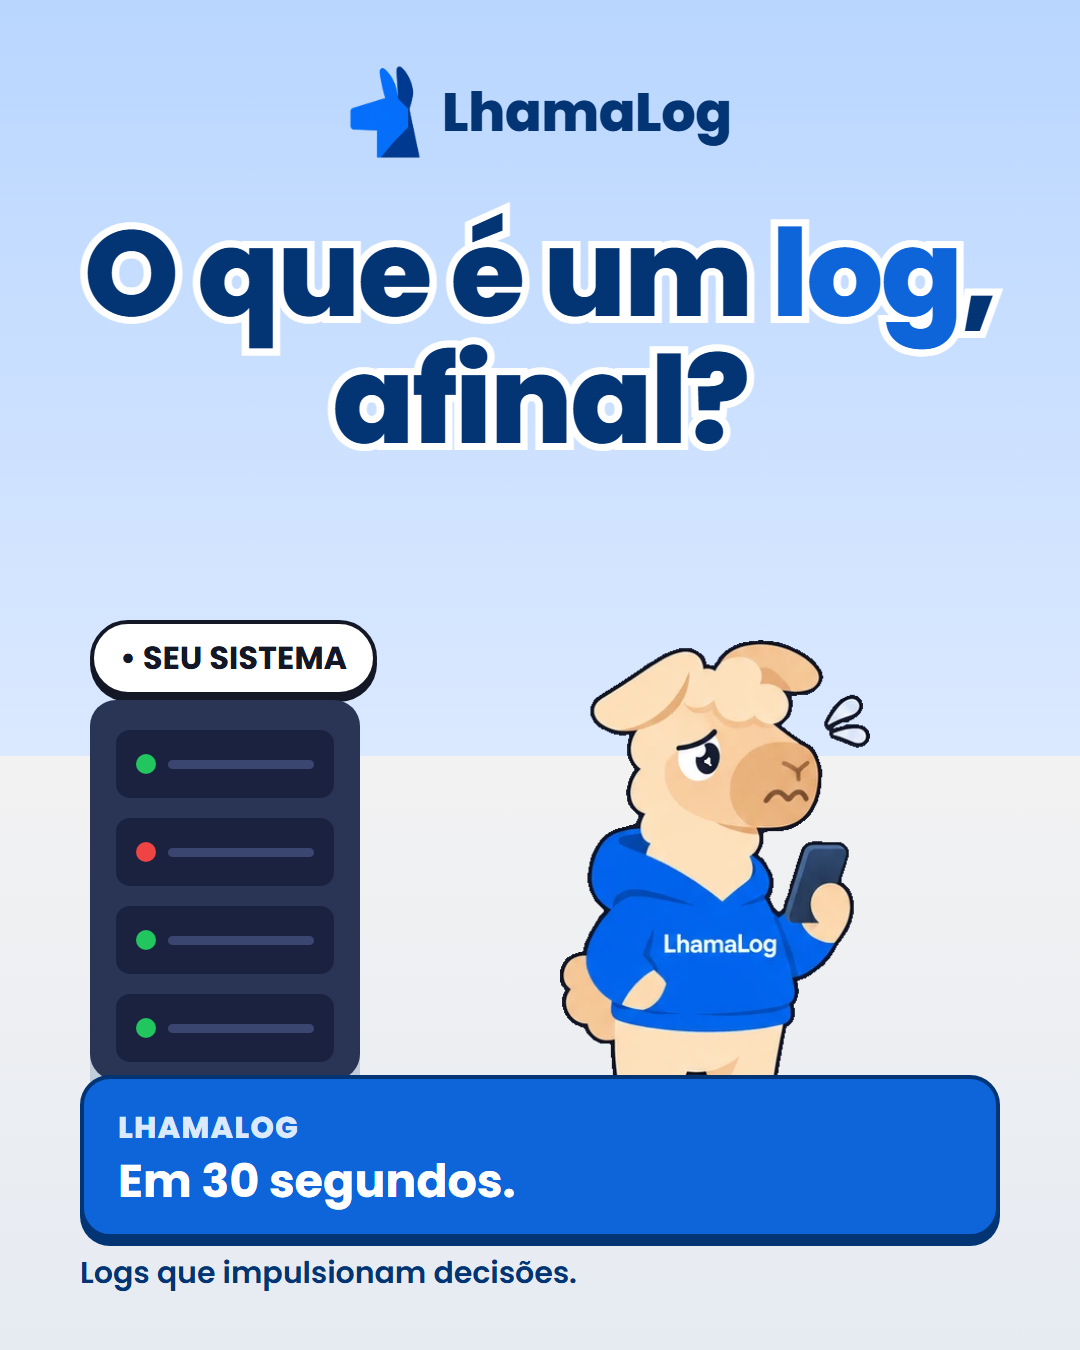 LhamaLog
O que é um log,
afinal?
• SEU SISTEMA
LhamaLog
LHAMALOG
Em 30 segundos.
Logs que impulsionam decisões.